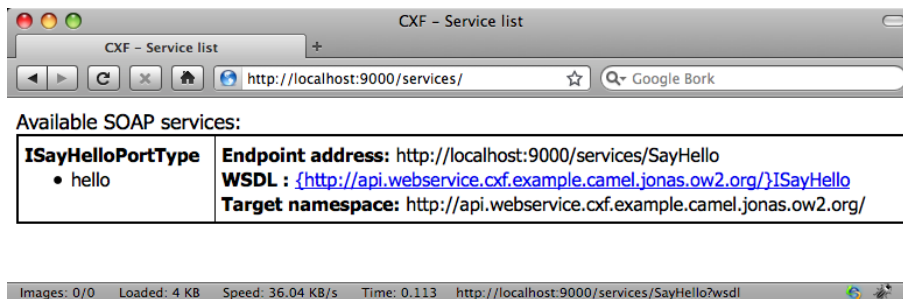 CXF – Service list
CXF – Service list +
http://localhost:9000/services/ Google Bork
Available SOAP services:
ISayHelloPortType Endpoint address: http://localhost:9000/services/SayHello
• hello WSDL : {http://api.webservice.cxf.example.camel.jonas.ow2.org/}ISayHello
Target namespace: http://api.webservice.cxf.example.camel.jonas.ow2.org/
Images: 0/0 Loaded: 4 KB Speed: 36.04 KB/s Time: 0.113 http://localhost:9000/services/SayHello?wsdl